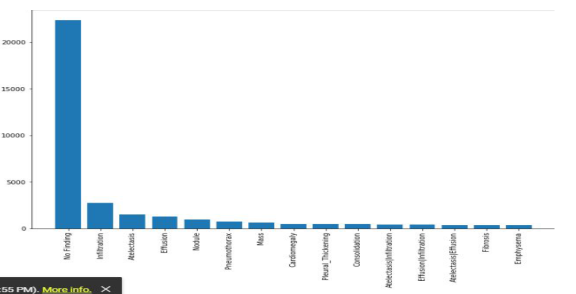 20000
15000
10000
5000
0
No Finding
Infiltration
Atelectasis
Effusion
Nodule
Pneumothorax
Mass
Cardiomegaly
Pleural_Thickening
Consolidation
Atelectasis|Infiltration
Effusion|Infiltration
Atelectasis|Effusion
Fibrosis
Emphysema
:55 PM). More info. ×